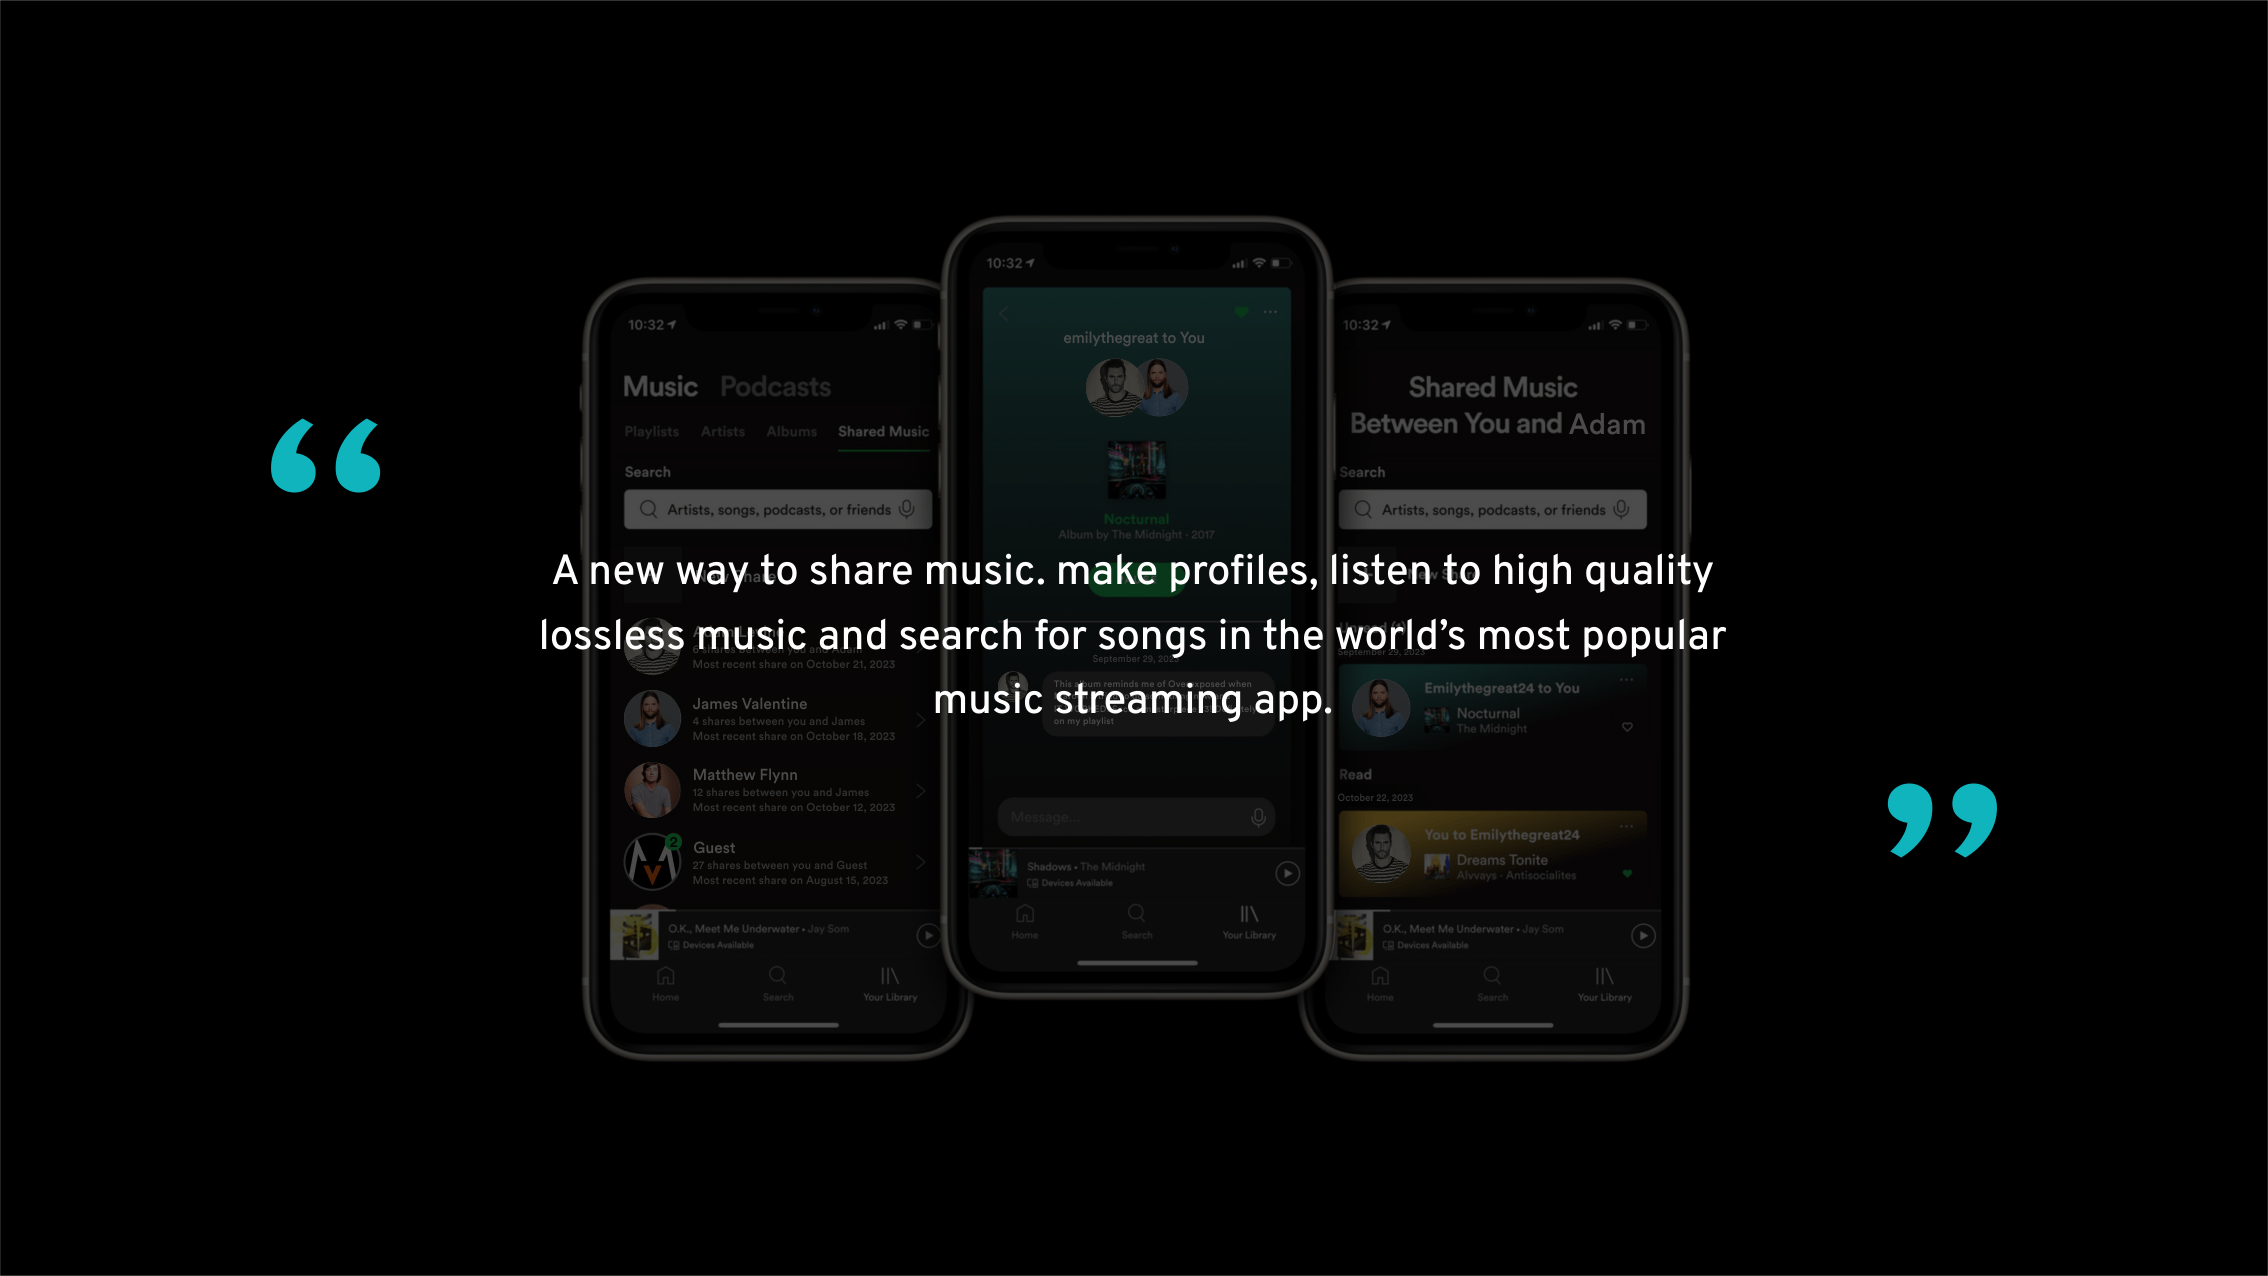 “
A new way to share music. make profiles, listen to high quality
lossless music and search for songs in the world’s most popular
music streaming app.
”
10:32
Music Podcasts
Playlists Artists Albums Shared Music
Search
Artists, songs, podcasts, or friends
6 shares between you and Adam
Most recent share on October 21, 2023
James Valentine
4 shares between you and James
Most recent share on October 18, 2023
Matthew Flynn
12 shares between you and James
Most recent share on October 12, 2023
2
Guest
27 shares between you and Guest
Most recent share on August 15, 2023
O.K., Meet Me Underwater • Jay Som
Devices Available
Home Search Your Library
10:32
emilythegreat to You
Nocturnal
Album by The Midnight · 2017
September 29, 2023
This album reminds me of Overexposed when
on my playlist
Message...
Shadows • The Midnight
Devices Available
Home Search Your Library
10:32
Shared Music
Between You and Adam
Search
Artists, songs, podcasts, or friends
September 29, 2023
Emilythegreat24 to You
Nocturnal
The Midnight
Read
October 22, 2023
You to Emilythegreat24
Dreams Tonite
Alvvays · Antisocialites
O.K., Meet Me Underwater • Jay Som
Devices Available
Home Search Your Library